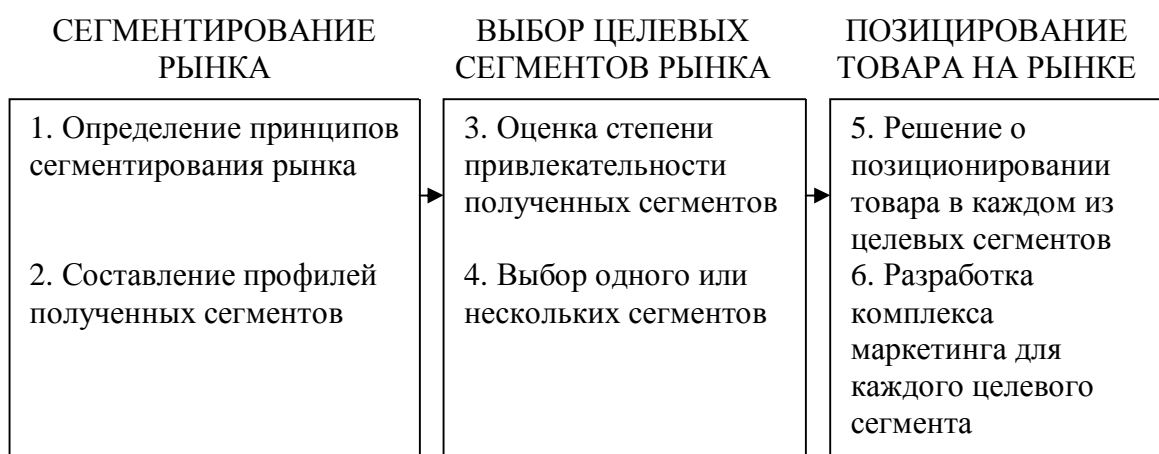 СЕГМЕНТИРОВАНИЕ
РЫНКА
ВЫБОР ЦЕЛЕВЫХ
СЕГМЕНТОВ РЫНКА
ПОЗИЦИРОВАНИЕ
ТОВАРА НА РЫНКЕ
1. Определение принципов
сегментирования рынка
2. Составление профилей
полученных сегментов
3. Оценка степени
привлекательности
полученных сегментов
4. Выбор одного или
нескольких сегментов
5. Решение о
позиционировании
товара в каждом из
целевых сегментов
6. Разработка
комплекса
маркетинга для
каждого целевого
сегмента